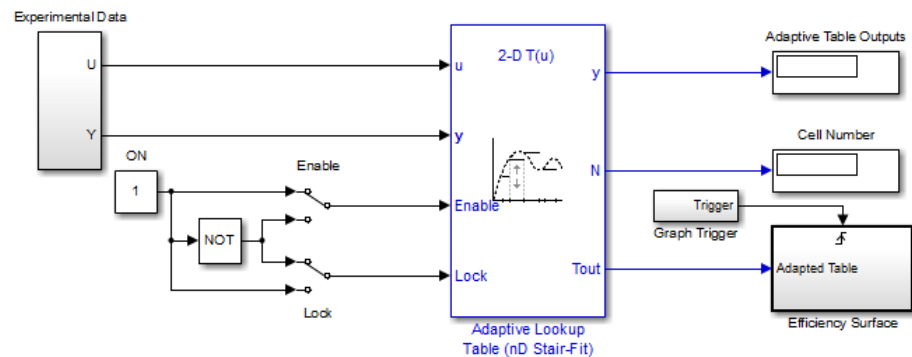 Experimental Data
U
Y
ON
1
NOT
Enable
Lock
2-D T(u)
u
y
Enable
Lock
y
N
Tout
Adaptive Lookup
Table (nD Stair-Fit)
Adaptive Table Outputs
Cell Number
Trigger
Graph Trigger
Adapted Table
Efficiency Surface